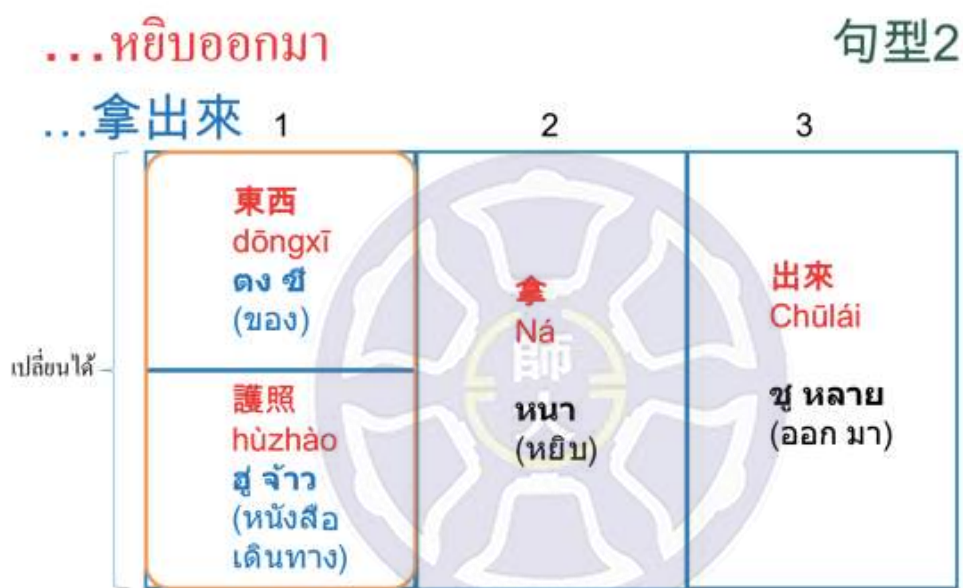 ...หยิบออกมา
句型2
...拿出來
1
2
3
เปลี่ยนได้
東西
dōngxī
ตง ซี
(ของ)
護照
hùzhào
ฮู่ จ้าว
(หนังสือ
เดินทาง)
拿
Ná
หนา
(หยิบ)
出來
Chūlái
ชู หลาย
(ออก มา)
師
大